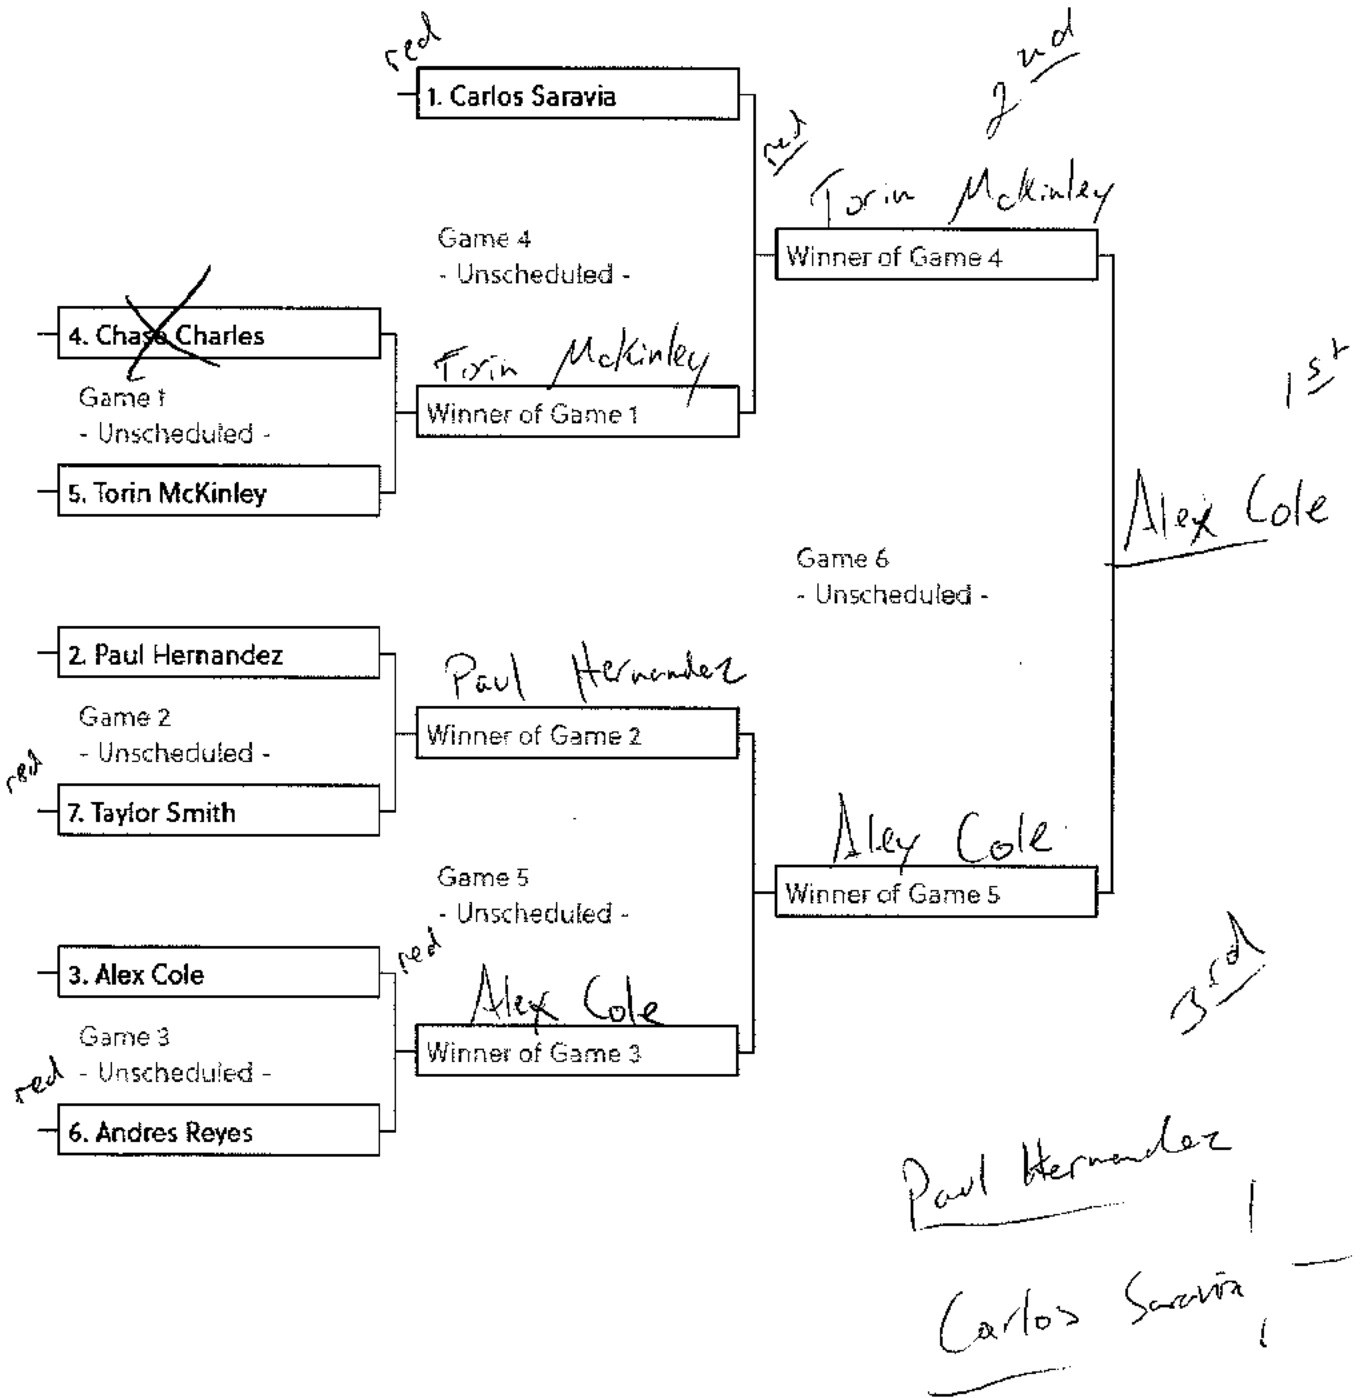 red
1. Carlos Saravia
2nd
red
Torin McKinley
Game 4
- Unscheduled -
Winner of Game 4
4. Chase Charles
Torin McKinley
Game 1
- Unscheduled -
Winner of Game 1
1st
5. Torin McKinley
Alex Cole
Game 6
- Unscheduled -
2. Paul Hernandez
Paul Hernandez
Game 2
- Unscheduled -
Winner of Game 2
red
7. Taylor Smith
Alex Cole
Game 5
- Unscheduled -
Winner of Game 5
red
3. Alex Cole
3rd
Alex Cole
Game 3
- Unscheduled -
Winner of Game 3
red
6. Andres Reyes
Paul Hernandez
Carlos Saravia